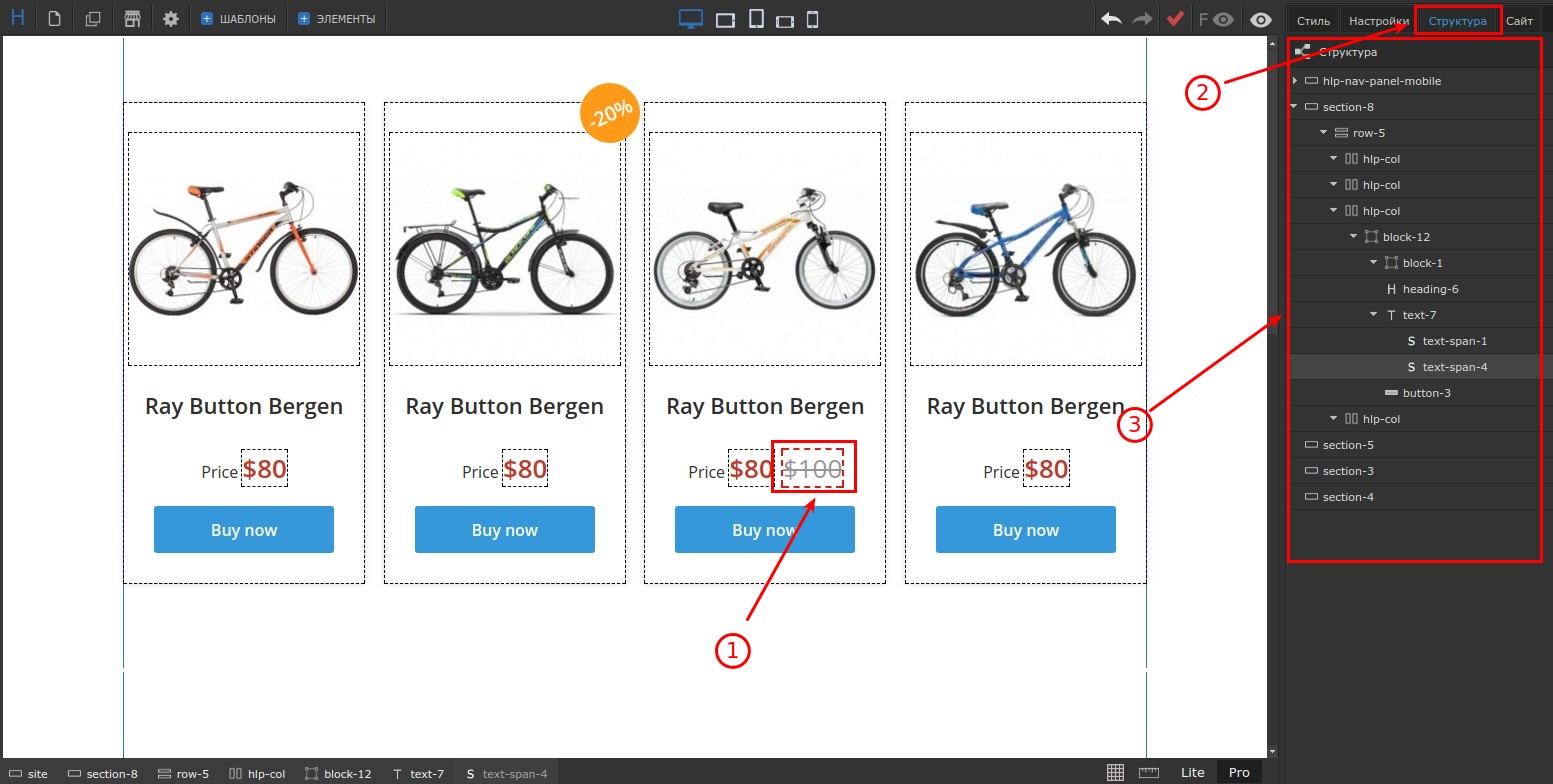 H
ШАБЛОНЫ
ЭЛЕМЕНТЫ
F
Стиль
Настройки
Структура
Сайт
Структура
hlp-nav-panel-mobile
section-8
row-5
hlp-col
hlp-col
hlp-col
block-12
block-1
H heading-6
T text-7
S text-span-1
S text-span-4
button-3
hlp-col
section-5
section-3
section-4
2
3
1
-20%
Ray Button Bergen
Price $80
Buy now
Ray Button Bergen
Price $80
Buy now
Ray Button Bergen
Price $80 $100
Buy now
Ray Button Bergen
Price $80
Buy now
site section-8 row-5 hlp-col block-12 T text-7 S text-span-4
Lite Pro